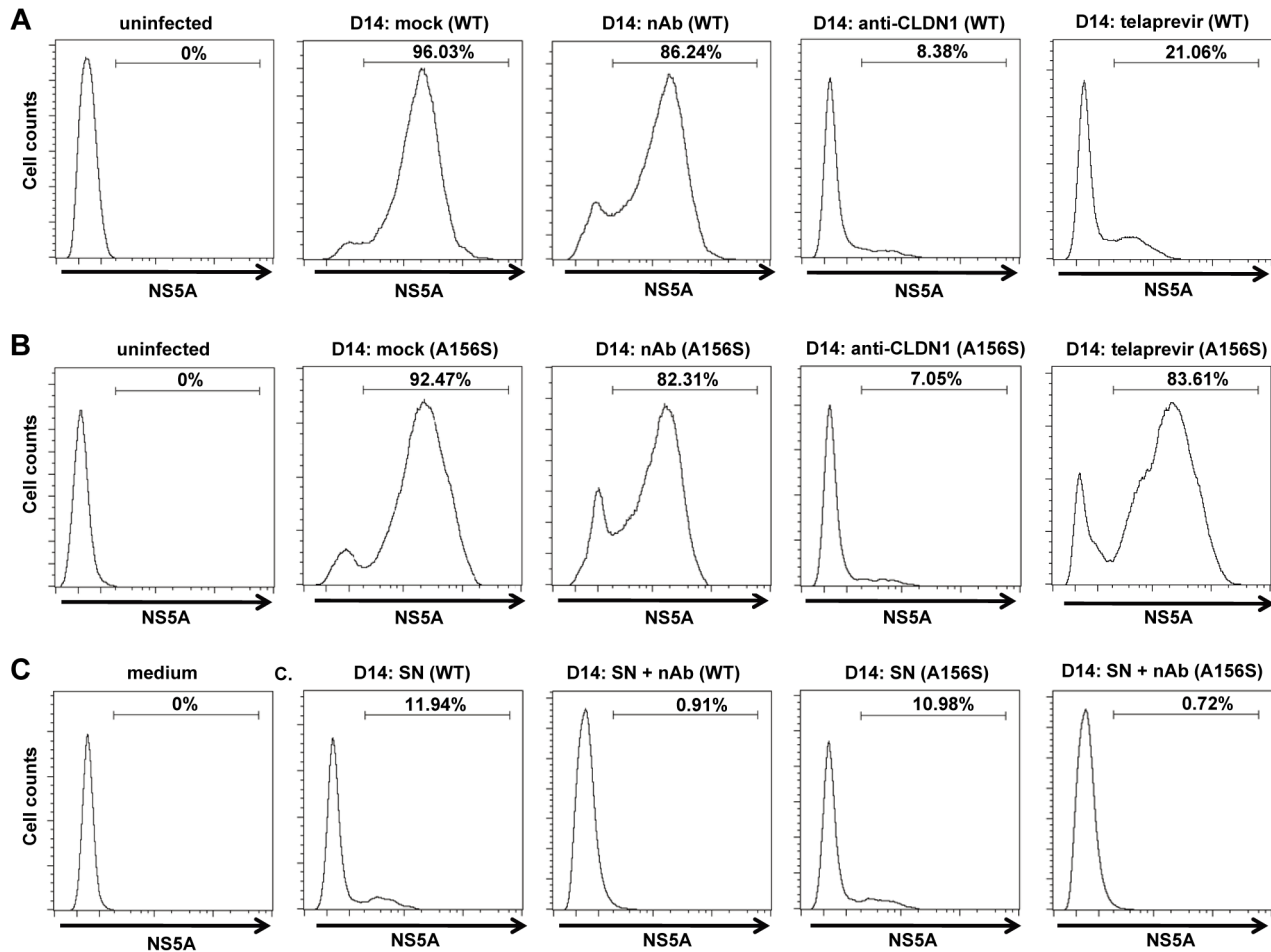 A
uninfected
D14: mock (WT)
D14: nAb (WT)
D14: anti-CLDN1 (WT)
D14: telaprevir (WT)
0%
96.03%
86.24%
8.38%
21.06%
Cell counts
NS5A
NS5A
NS5A
NS5A
NS5A
B
uninfected
D14: mock (A156S)
D14: nAb (A156S)
D14: anti-CLDN1 (A156S)
D14: telaprevir (A156S)
0%
92.47%
82.31%
7.05%
83.61%
Cell counts
NS5A
NS5A
NS5A
NS5A
NS5A
C
medium
C.
D14: SN (WT)
D14: SN + nAb (WT)
D14: SN (A156S)
D14: SN + nAb (A156S)
0%
11.94%
0.91%
10.98%
0.72%
Cell counts
NS5A
NS5A
NS5A
NS5A
NS5A